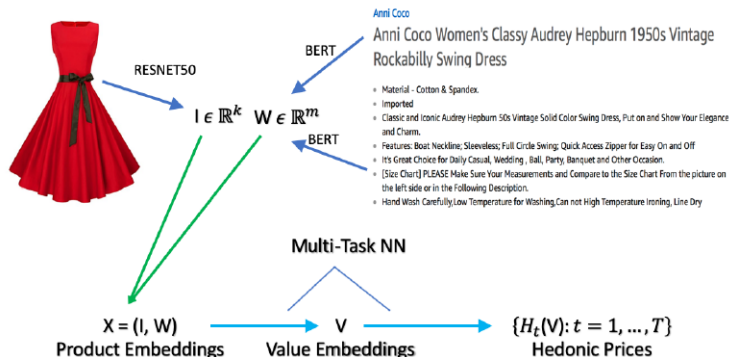 Anni Coco
Anni Coco Women's Classy Audrey Hepburn 1950s Vintage
Rockabilly Swing Dress
BERT
RESNET50
Material - Cotton & Spandex.
Imported
Classic and Iconic Audrey Hepburn 50s Vintage Solid Color Swing Dress, Put on and Show Your Elegance
and Charm.
I ϵ ℝᵏ W ϵ ℝᵐ
BERT
Features: Boat Neckline; Sleeveless; Full Circle Swing; Quick Access Zipper for Easy On and Off
It's Great Choice for Daily Casual, Wedding , Ball, Party, Banquet and Other Occasion.
[Size Chart] PLEASE Make Sure Your Measurements and Compare to the Size Chart From the picture on
the left side or in the Following Description.
Hand Wash Carefully,Low Temperature for Washing,Can not High Temperature Ironing, Line Dry
Multi-Task NN
X = (I, W)
Product Embeddings
V
Value Embeddings
{Hₜ(V): t = 1, ..., T}
Hedonic Prices